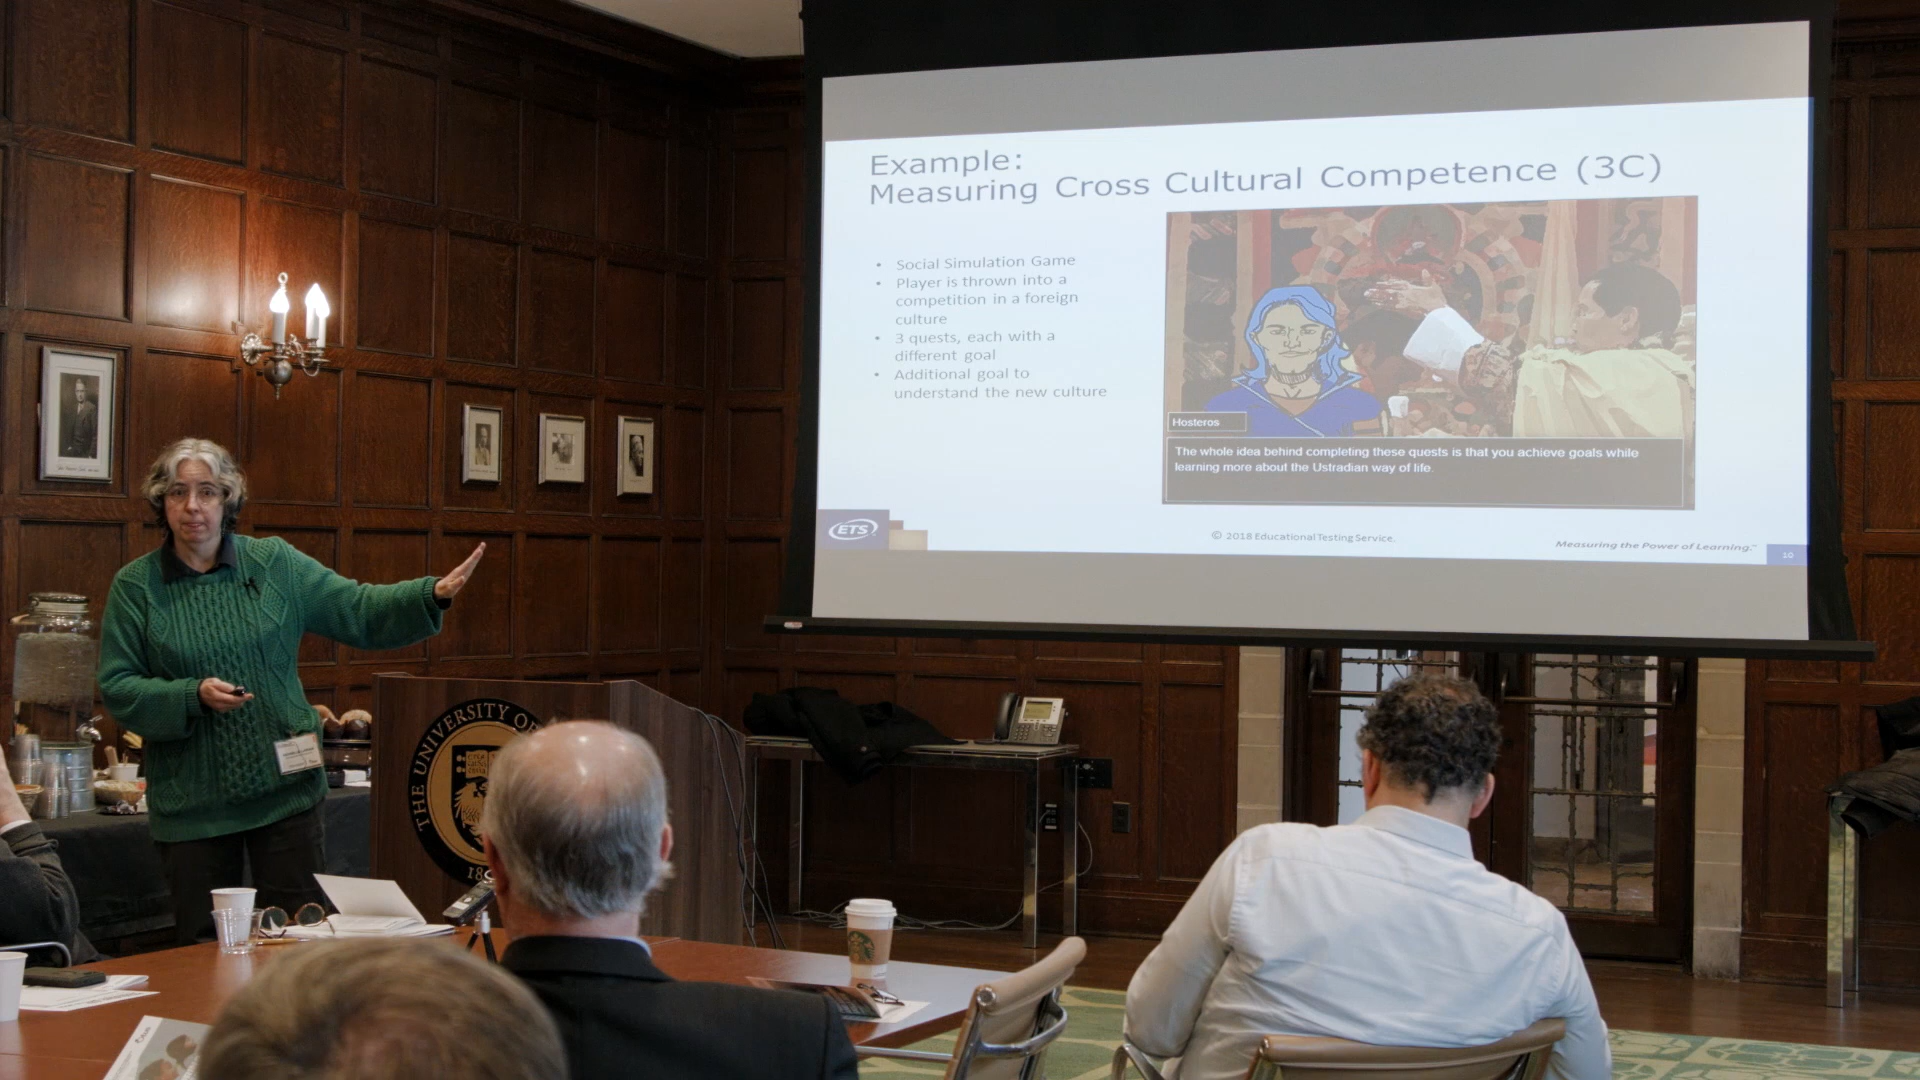 Example:
Measuring Cross Cultural Competence (3C)
• Social Simulation Game
• Player is thrown into a
competition in a foreign
culture
• 3 quests, each with a
different goal
• Additional goal to
understand the new culture
Hosteros
The whole idea behind completing these quests is that you achieve goals while
learning more about the Ustradian way of life.
ETS
© 2018 Educational Testing Service.
Measuring the Power of Learning.™
10
THE UNIVERSITY OF